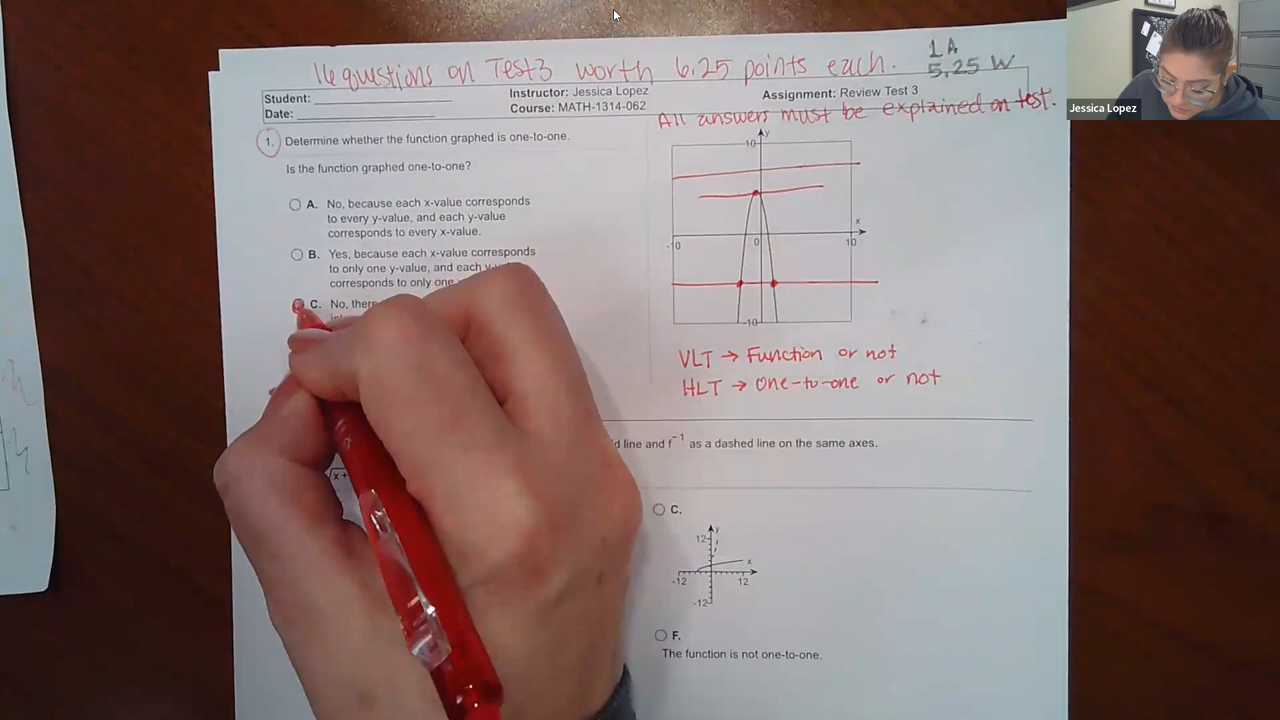 16 questions on Test3 worth 6.25 points each.
1 A
5.25 W
Student:
Date:
Instructor: Jessica Lopez
Course: MATH-1314-062
Assignment: Review Test 3
All answers must be explained on test.
1. Determine whether the function graphed is one-to-one.
Is the function graphed one-to-one?
A. No, because each x-value corresponds
to every y-value, and each y-value
corresponds to every x-value.
B. Yes, because each x-value corresponds
to only one y-value, and each
corresponds to only one
C. No, there
y
10
x
-10
0
10
-10
VLT → Function or not
HLT → One-to-one or not
line and f⁻¹ as a dashed line on the same axes.
C.
y
12
x
-12
12
-12
F.
The function is not one-to-one.
Jessica Lopez